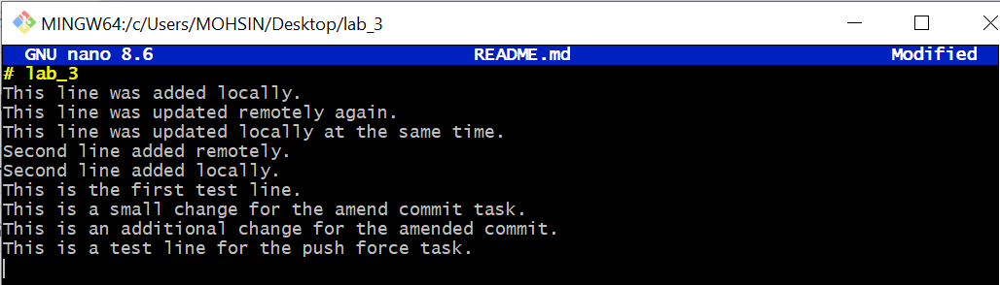 MINGW64:/c/Users/MOHSIN/Desktop/lab_3
GNU nano 8.6 README.md Modified
# lab_3
This line was added locally.
This line was updated remotely again.
This line was updated locally at the same time.
Second line added remotely.
Second line added locally.
This is the first test line.
This is a small change for the amend commit task.
This is an additional change for the amended commit.
This is a test line for the push force task.